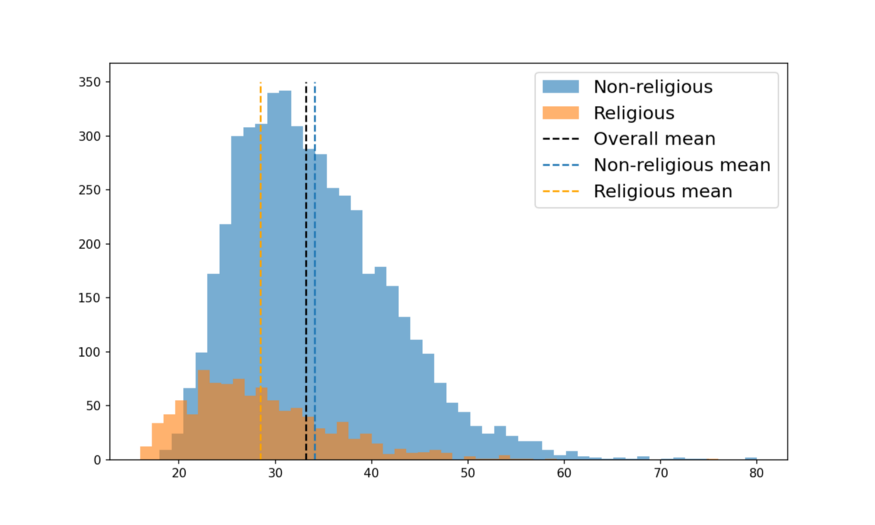 350
300
250
200
150
100
50
0
20 30 40 50 60 70 80
Non-religious
Religious
Overall mean
Non-religious mean
Religious mean